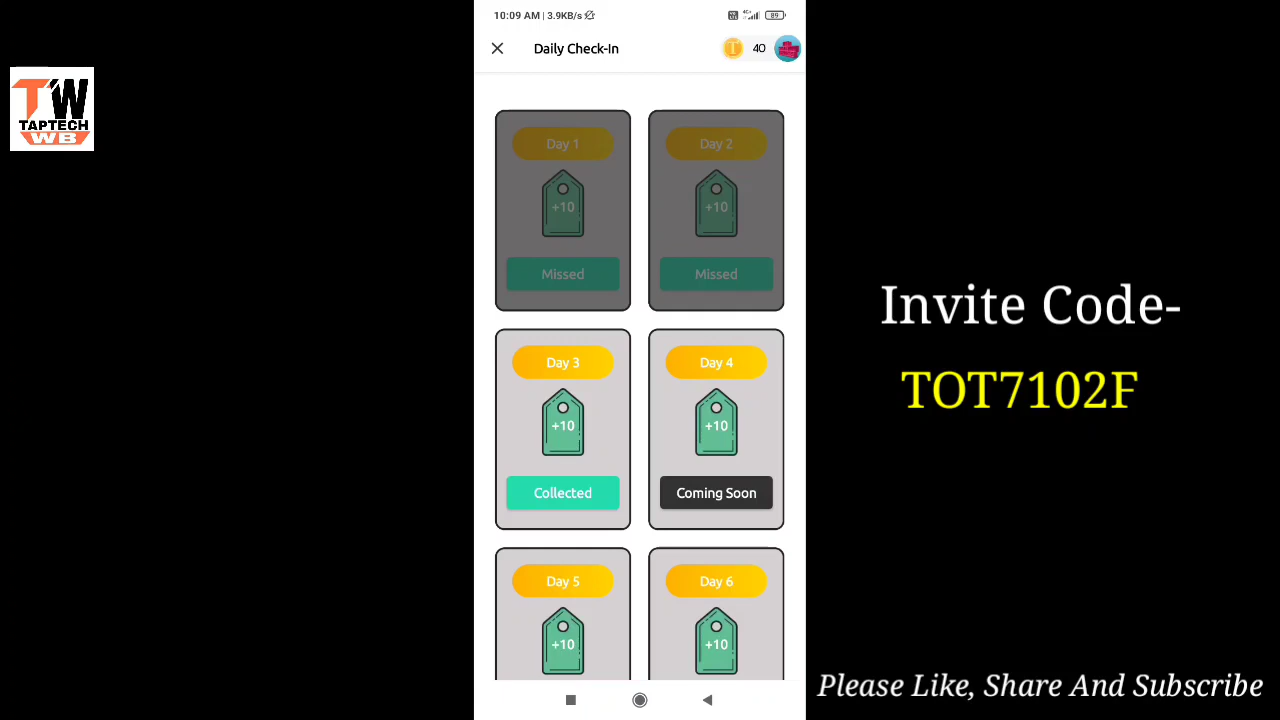 TW
TAPTECH
WB
10:09 AM | 3.9KB/s
4G+
89
Daily Check-In
40
Day 1
Day 2
+10
+10
Missed
Missed
Day 3
Day 4
+10
+10
Collected
Coming Soon
Day 5
Day 6
+10
+10
Invite Code-
TOT7102F
Please Like, Share And Subscribe